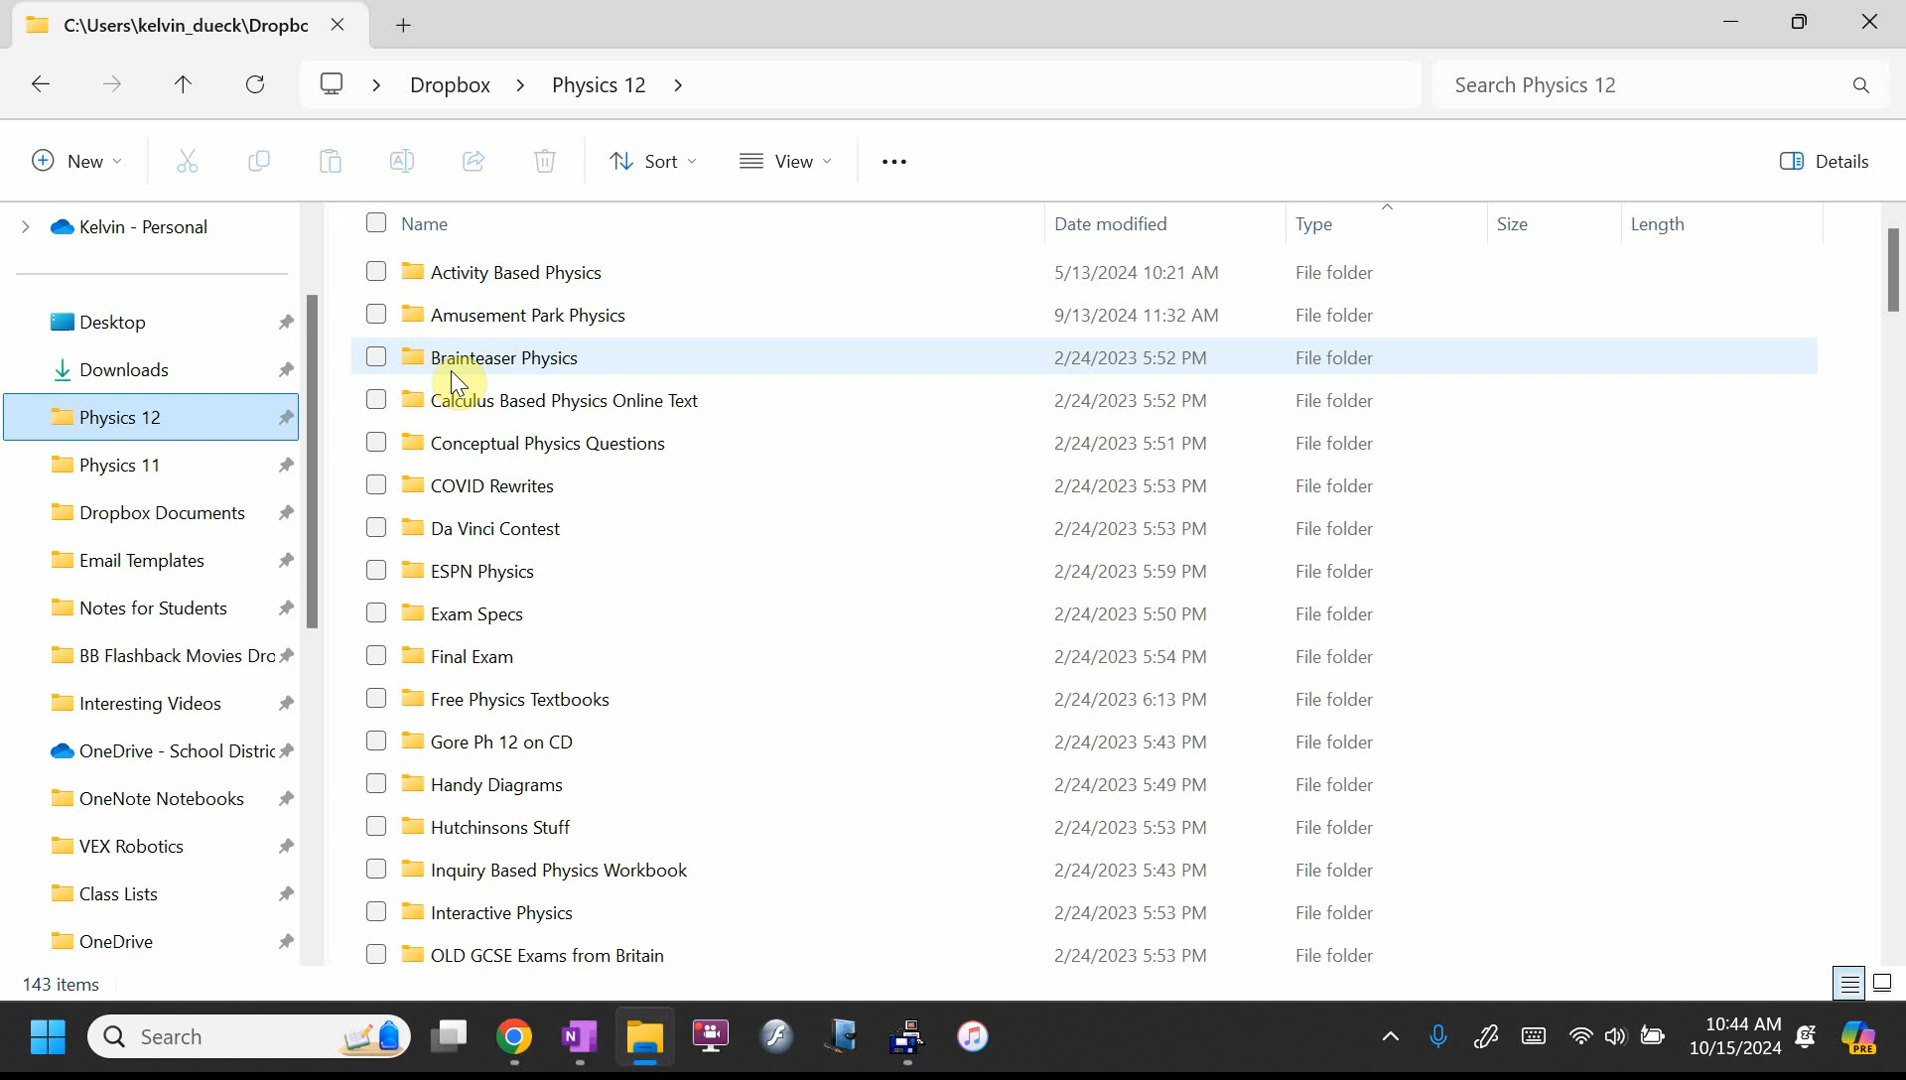 C:\Users\kelvin_dueck\Dropbc
Dropbox > Physics 12 >
Search Physics 12
New
Sort
View
Details
Kelvin - Personal
Desktop
Downloads
Physics 12
Physics 11
Dropbox Documents
Email Templates
Notes for Students
BB Flashback Movies Dro
Interesting Videos
OneDrive - School Distric
OneNote Notebooks
VEX Robotics
Class Lists
OneDrive
Name Date modified Type Size Length
Activity Based Physics 5/13/2024 10:21 AM File folder
Amusement Park Physics 9/13/2024 11:32 AM File folder
Brainteaser Physics 2/24/2023 5:52 PM File folder
Calculus Based Physics Online Text 2/24/2023 5:52 PM File folder
Conceptual Physics Questions 2/24/2023 5:51 PM File folder
COVID Rewrites 2/24/2023 5:53 PM File folder
Da Vinci Contest 2/24/2023 5:53 PM File folder
ESPN Physics 2/24/2023 5:59 PM File folder
Exam Specs 2/24/2023 5:50 PM File folder
Final Exam 2/24/2023 5:54 PM File folder
Free Physics Textbooks 2/24/2023 6:13 PM File folder
Gore Ph 12 on CD 2/24/2023 5:43 PM File folder
Handy Diagrams 2/24/2023 5:49 PM File folder
Hutchinsons Stuff 2/24/2023 5:53 PM File folder
Inquiry Based Physics Workbook 2/24/2023 5:43 PM File folder
Interactive Physics 2/24/2023 5:53 PM File folder
OLD GCSE Exams from Britain 2/24/2023 5:53 PM File folder
143 items
Search
10:44 AM
10/15/2024
PRE